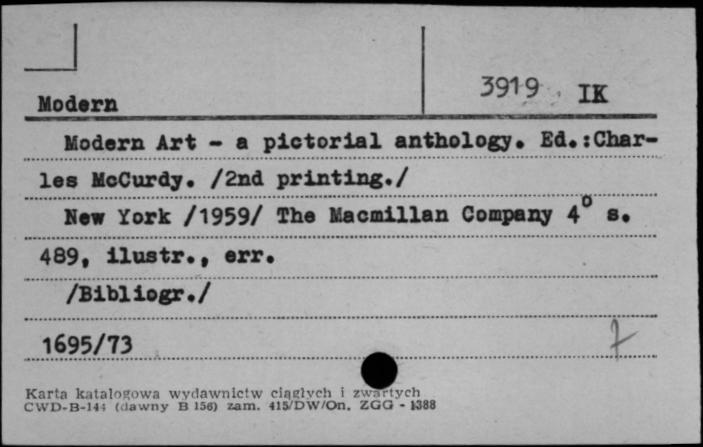 3919 IK
Modern
Modern Art - a pictorial anthology. Ed.:Char-
les McCurdy. /2nd printing./
New York /1959/ The Macmillan Company 4° s.
489, ilustr., err.
/Bibliogr./
1695/73
Karta katalogowa wydawnictw ciągłych i zwartych
CWD-B-144 (dawny B 156) zam. 415/DW/On. ZGG - 1388